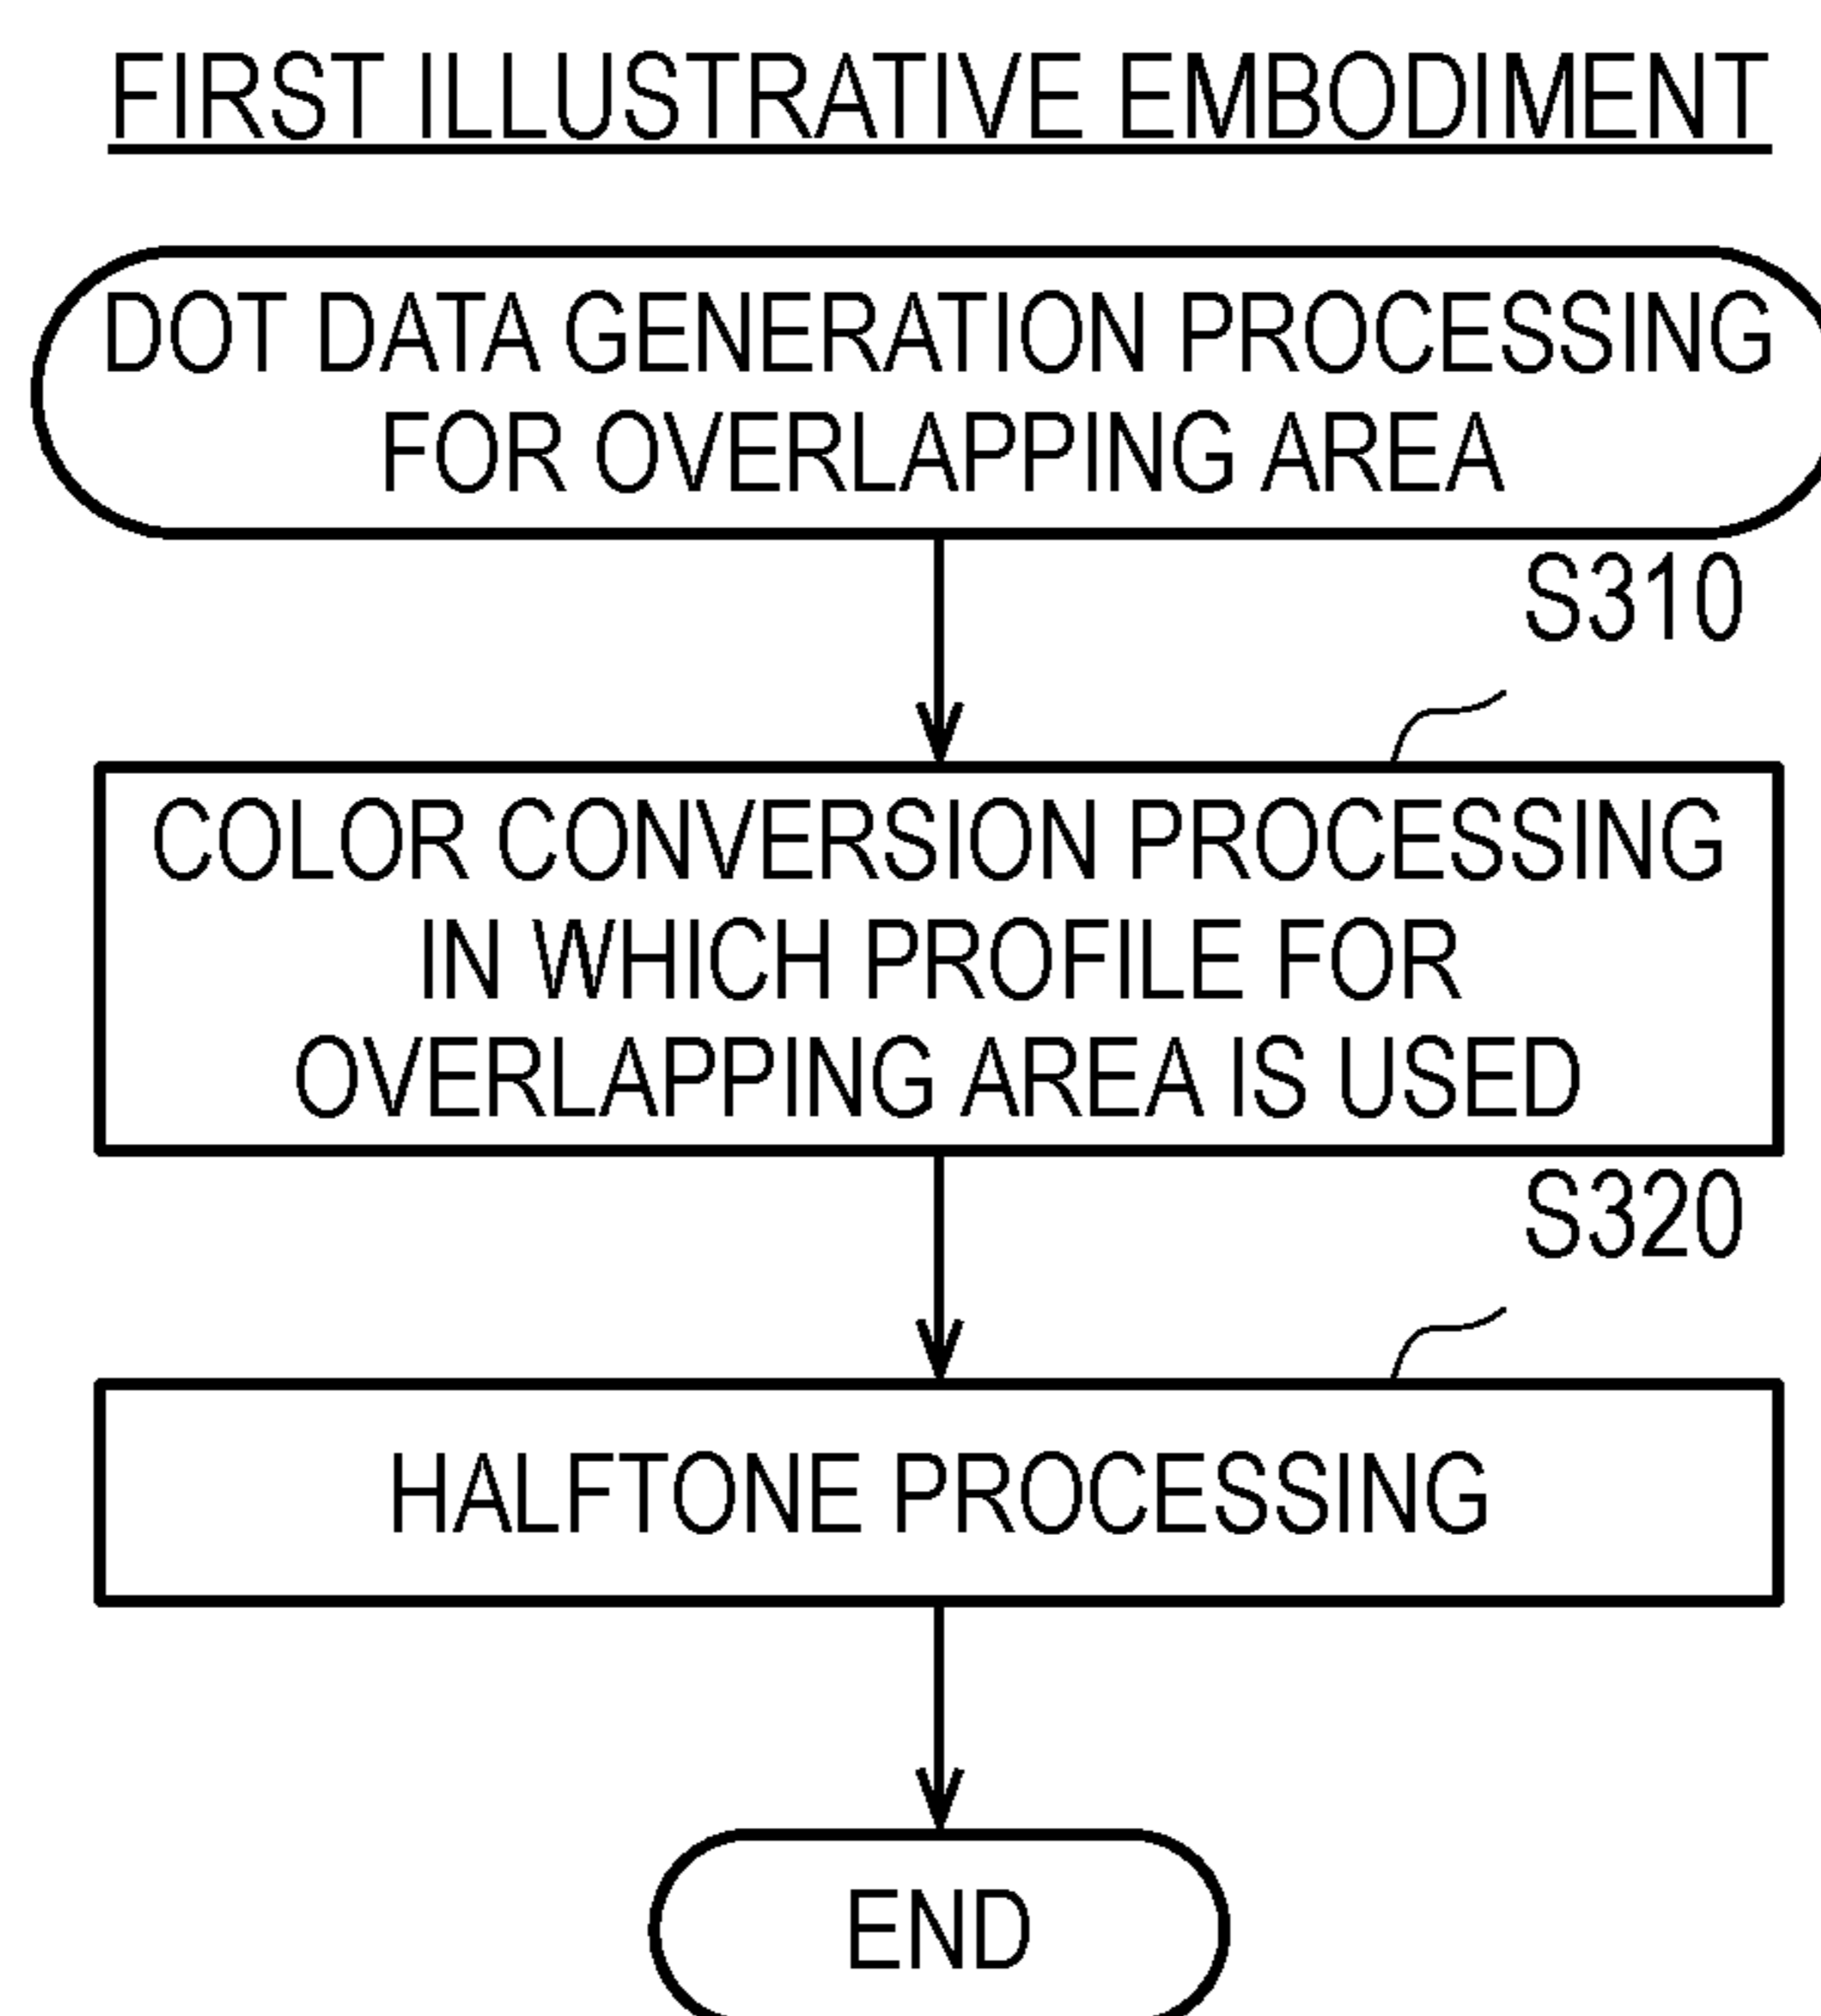 FIRST ILLUSTRATIVE EMBODIMENT
DOT DATA GENERATION PROCESSING
FOR OVERLAPPING AREA
S310
COLOR CONVERSION PROCESSING
IN WHICH PROFILE FOR
OVERLAPPING AREA IS USED
S320
HALFTONE PROCESSING
END